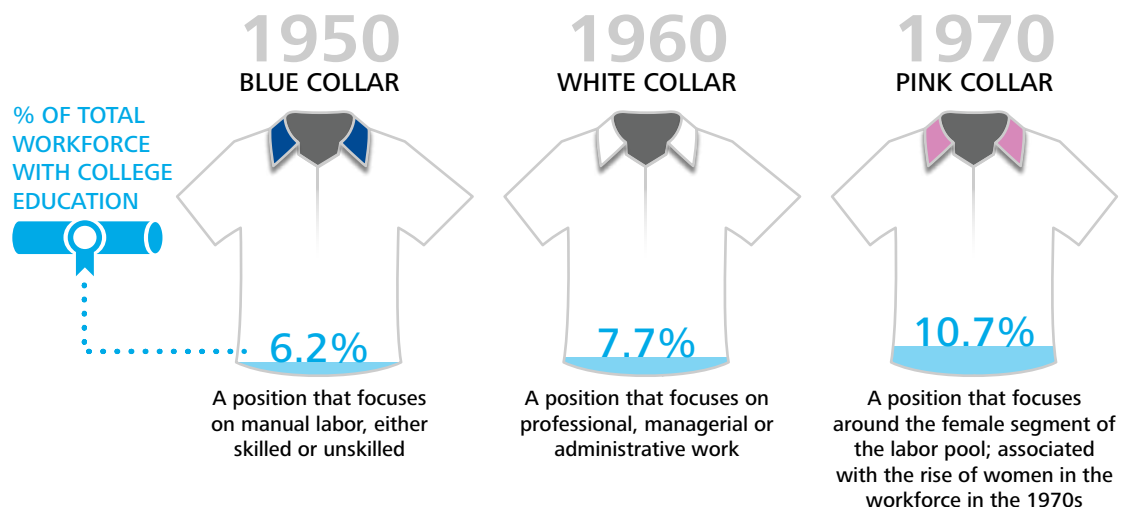 1950
BLUE COLLAR
1960
WHITE COLLAR
1970
PINK COLLAR
% OF TOTAL
WORKFORCE
WITH COLLEGE
EDUCATION
6.2%
7.7%
10.7%
A position that focuses
on manual labor, either
skilled or unskilled
A position that focuses on
professional, managerial or
administrative work
A position that focuses
around the female segment of
the labor pool; associated
with the rise of women in the
workforce in the 1970s